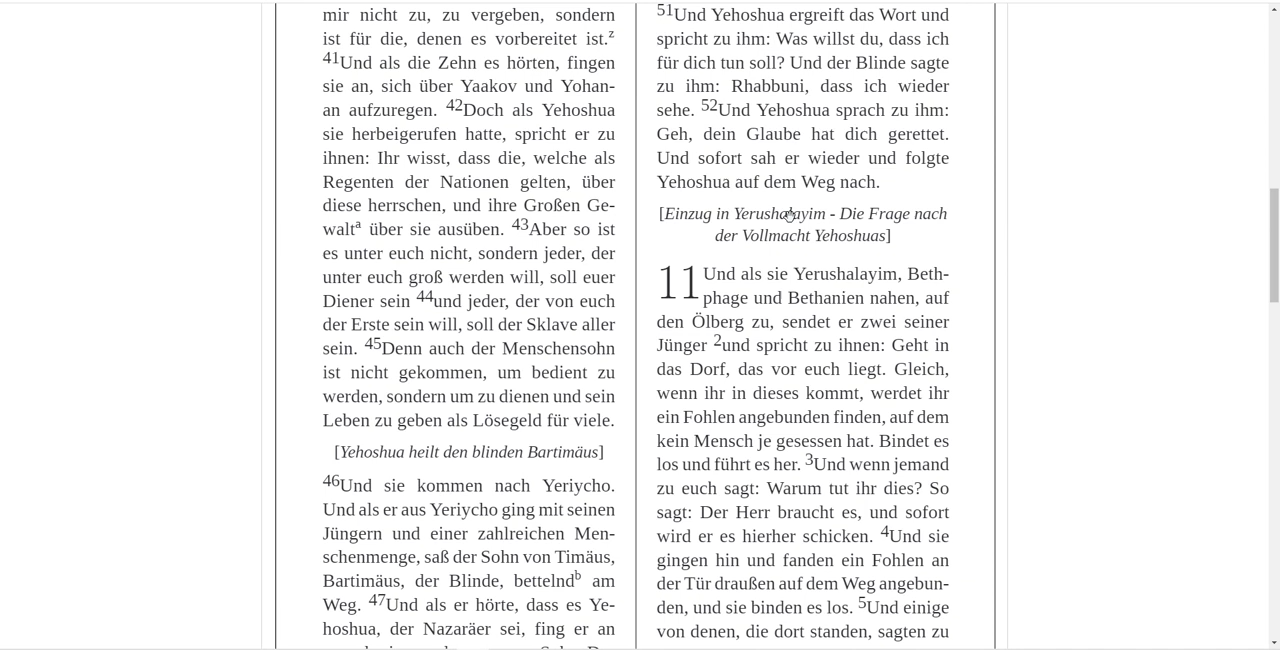 mir nicht zu, zu vergeben, sondern
ist für die, denen es vorbereitet ist.z
41Und als die Zehn es hörten, fingen
sie an, sich über Yaakov und Yohan-
an aufzuregen. 42Doch als Yehoshua
sie herbeigerufen hatte, spricht er zu
ihnen: Ihr wisst, dass die, welche als
Regenten der Nationen gelten, über
diese herrschen, und ihre Großen Ge-
walta über sie ausüben. 43Aber so ist
es unter euch nicht, sondern jeder, der
unter euch groß werden will, soll euer
Diener sein 44und jeder, der von euch
der Erste sein will, soll der Sklave aller
sein. 45Denn auch der Menschensohn
ist nicht gekommen, um bedient zu
werden, sondern um zu dienen und sein
Leben zu geben als Lösegeld für viele.
[Yehoshua heilt den blinden Bartimäus]
46Und sie kommen nach Yeriycho.
Und als er aus Yeriycho ging mit seinen
Jüngern und einer zahlreichen Men-
schenmenge, saß der Sohn von Timäus,
Bartimäus, der Blinde, bettelndb am
Weg. 47Und als er hörte, dass es Ye-
hoshua, der Nazaräer sei, fing er an
51Und Yehoshua ergreift das Wort und
spricht zu ihm: Was willst du, dass ich
für dich tun soll? Und der Blinde sagte
zu ihm: Rhabbuni, dass ich wieder
sehe. 52Und Yehoshua sprach zu ihm:
Geh, dein Glaube hat dich gerettet.
Und sofort sah er wieder und folgte
Yehoshua auf dem Weg nach.
[Einzug in Yerushalayim - Die Frage nach
der Vollmacht Yehoshuas]
11 Und als sie Yerushalayim, Beth-
phage und Bethanien nahen, auf
den Ölberg zu, sendet er zwei seiner
Jünger 2und spricht zu ihnen: Geht in
das Dorf, das vor euch liegt. Gleich,
wenn ihr in dieses kommt, werdet ihr
ein Fohlen angebunden finden, auf dem
kein Mensch je gesessen hat. Bindet es
los und führt es her. 3Und wenn jemand
zu euch sagt: Warum tut ihr dies? So
sagt: Der Herr braucht es, und sofort
wird er es hierher schicken. 4Und sie
gingen hin und fanden ein Fohlen an
der Tür draußen auf dem Weg angebun-
den, und sie binden es los. 5Und einige
von denen, die dort standen, sagten zu